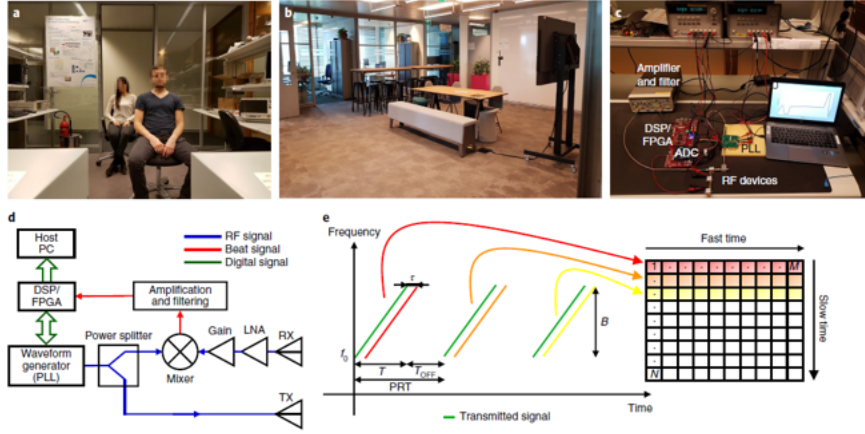 a
b
c
Amplifier
and filter
DSP/
FPGA
ADC
PLL
RF devices
d
Host
PC
RF signal
Beat signal
Digital signal
DSP/
FPGA
Amplification
and filtering
Power splitter
Gain
LNA
RX
Waveform
generator
(PLL)
Mixer
TX
e
Frequency
τ
B
f0
T
TOFF
PRT
Time
Transmitted signal
Fast time
1
M
N
Slow time